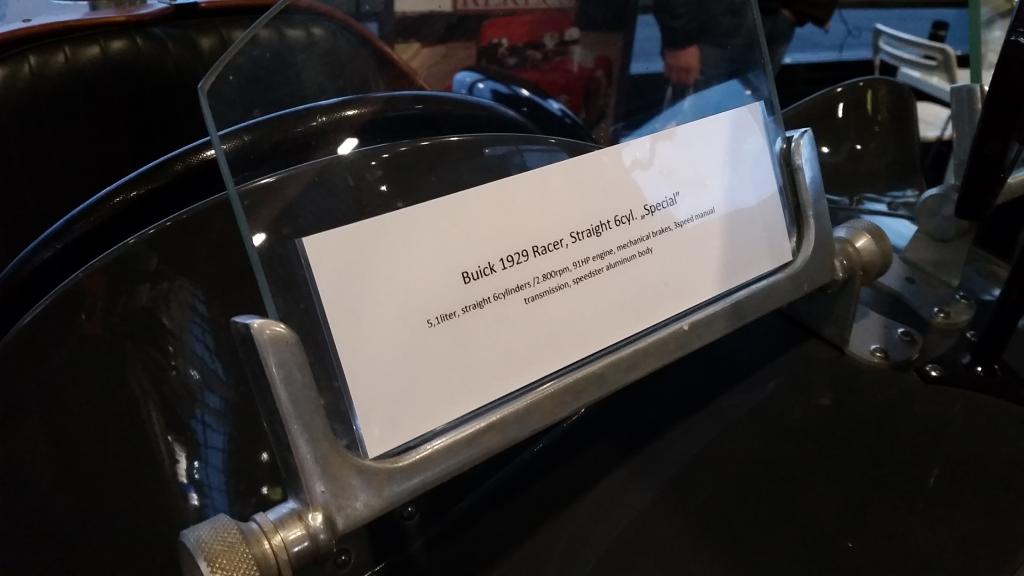 Buick 1929 Racer, Straight 6cyl. „Special"
5,1liter, straight 6cylinders /2.800rpm, 91HP engine, mechanical brakes, 3speed manual
transmission, speedster aluminum body